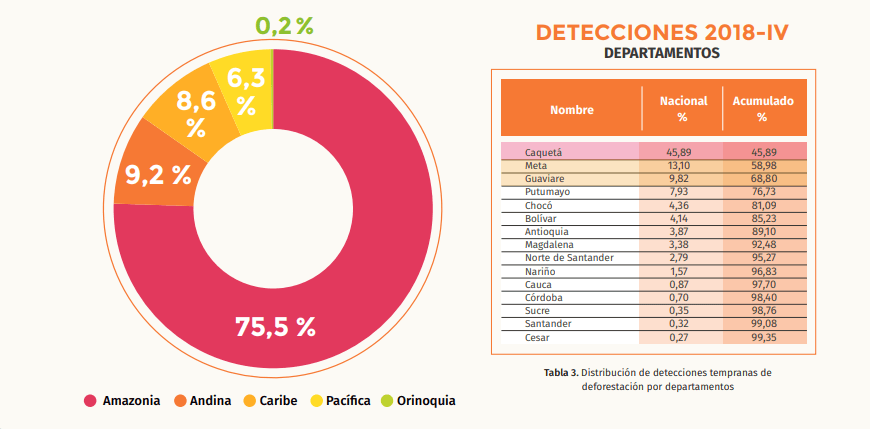 0,2 %
6,3
%
8,6
%
9,2 %
75,5 %
Amazonia Andina Caribe Pacífica Orinoquia
DETECCIONES 2018-IV
DEPARTAMENTOS
Nombre Nacional % Acumulado %
Caquetá 45,89 45,89
Meta 13,10 58,98
Guaviare 9,82 68,80
Putumayo 7,93 76,73
Chocó 4,36 81,09
Bolívar 4,14 85,23
Antioquia 3,87 89,10
Magdalena 3,38 92,48
Norte de Santander 2,79 95,27
Nariño 1,57 96,83
Cauca 0,87 97,70
Córdoba 0,70 98,40
Sucre 0,35 98,76
Santander 0,32 99,08
Cesar 0,27 99,35
Tabla 3. Distribución de detecciones tempranas de
deforestación por departamentos